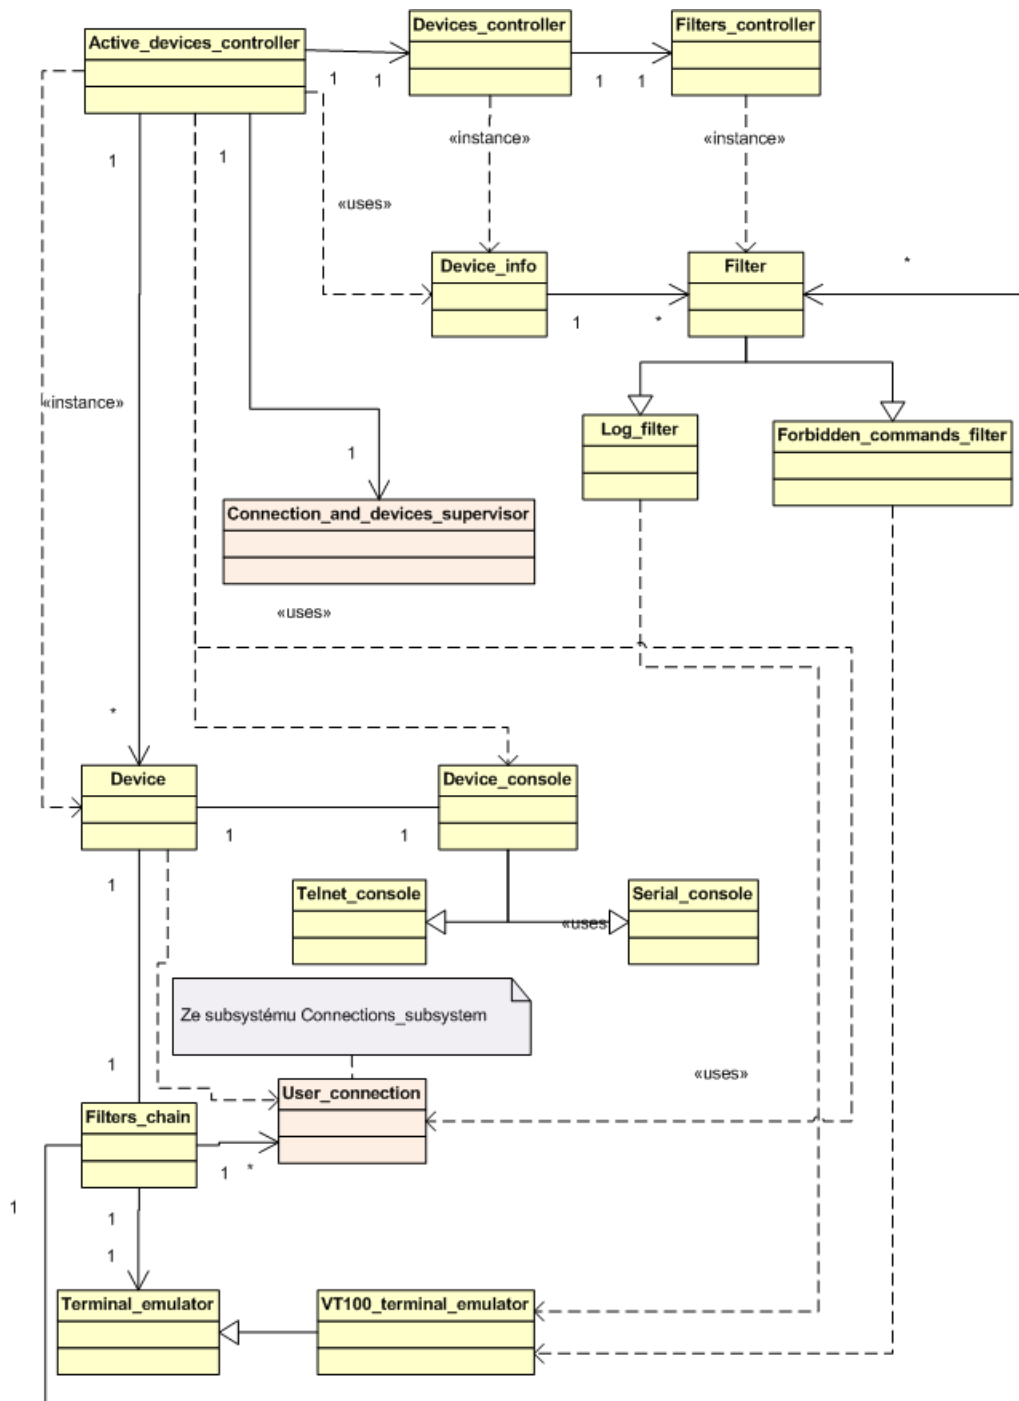 Devices_controller
Filters_controller
Active_devices_controller
1
1
1
1
«instance»
«instance»
1
1
«uses»
Device_info
Filter
*
1
*
«instance»
Log_filter
Forbidden_commands_filter
1
Connection_and_devices_supervisor
«uses»
*
Device
Device_console
1
1
1
Telnet_console
Serial_console
«uses
Ze subsystému Connections_subsystem
1
«uses»
User_connection
Filters_chain
1
*
1
1
1
Terminal_emulator
VT100_terminal_emulator